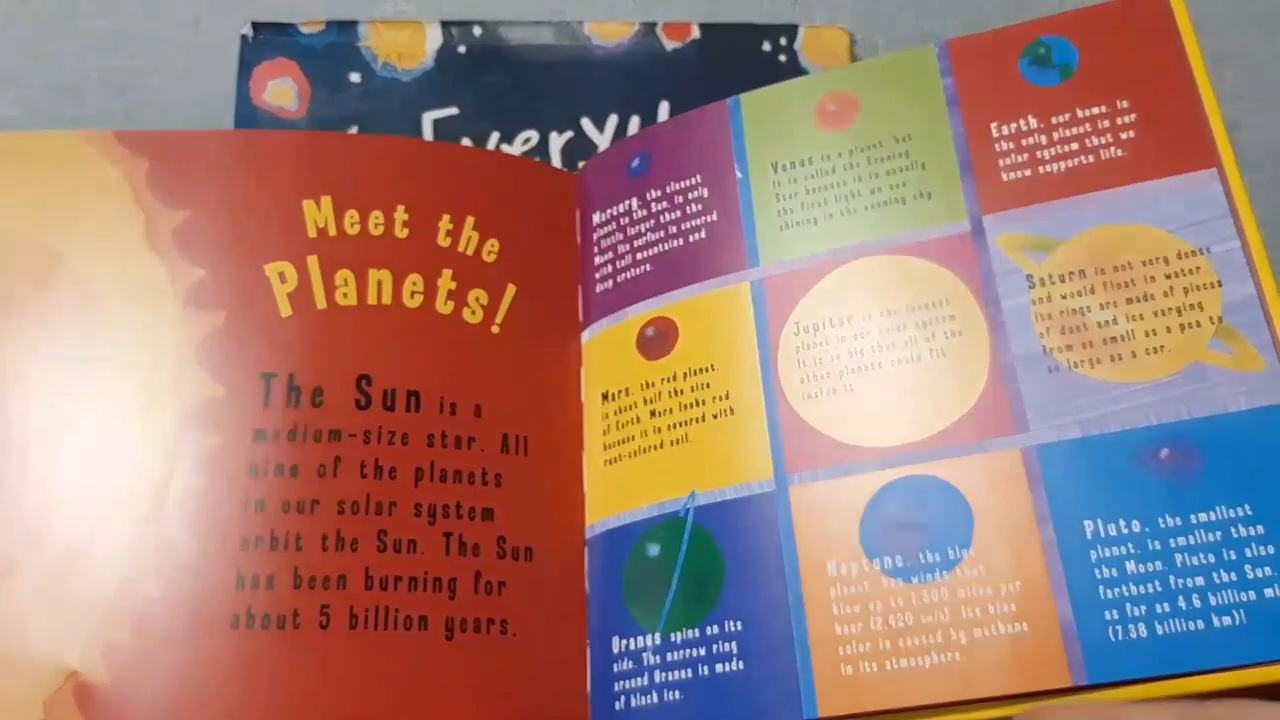 Every
Meet the
Planets!
The Sun is a
medium-size star. All
nine of the planets
in our solar system
orbit the Sun. The Sun
has been burning for
about 5 billion years.
Mercury, the closest
planet to the Sun, is only
a little larger than the
Moon. Its surface is covered
with tall mountains and
deep craters.
Venus is a planet, but
it is called the Evening
Star because it is usually
the first light we see
shining in the evening sky
Earth, our home, is
the only planet in our
solar system that we
know supports life.
Mars, the red planet,
is about half the size
of Earth. Mars looks red
because it is covered with
rust-colored soil.
Jupiter is the largest
planet in our solar system
It is so big that all of the
other planets could fit
inside it
Saturn is not very dense
and would float in water.
Its rings are made of pieces
of dust and ice varying
from as small as a pea to
as large as a car.
Uranus spins on its
side. The narrow ring
around Uranus is made
of black ice.
Neptune, the blue
planet, has winds that
blow up to 1,500 miles per
hour (2,420 km/h). Its blue
color is caused by methane
in its atmosphere.
Pluto, the smallest
planet, is smaller than
the Moon. Pluto is also
farthest from the Sun,
as far as 4.6 billion mi
(7.38 billion km)!